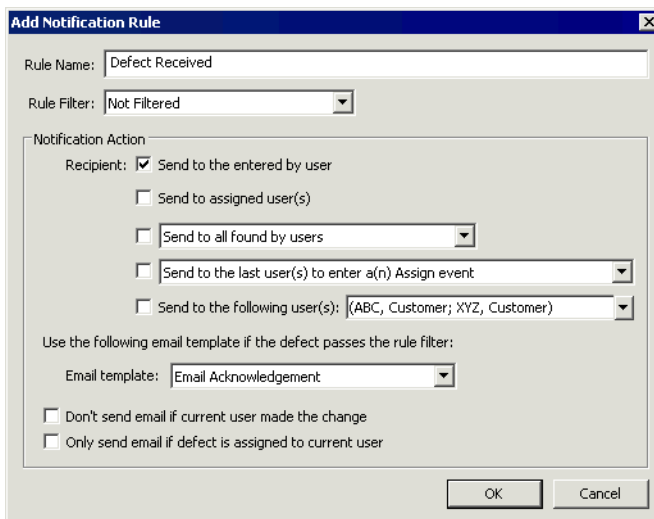 Add Notification Rule
Rule Name: Defect Received
Rule Filter: Not Filtered
Notification Action
Recipient: Send to the entered by user
Send to assigned user(s)
Send to all found by users
Send to the last user(s) to enter a(n) Assign event
Send to the following user(s): (ABC, Customer; XYZ, Customer)
Use the following email template if the defect passes the rule filter:
Email template: Email Acknowledgement
Don't send email if current user made the change
Only send email if defect is assigned to current user
OK Cancel